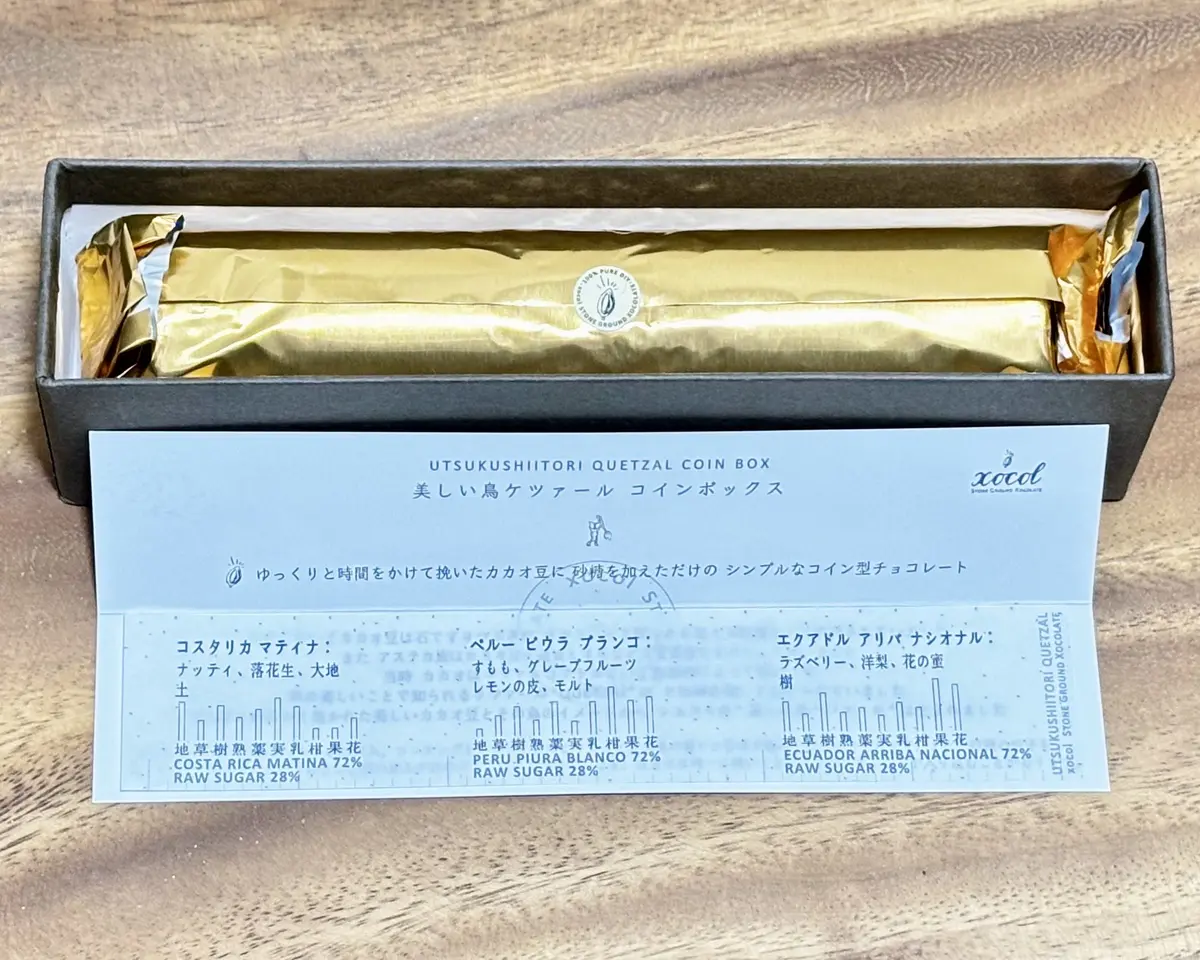 100% PURE
STONE GROUND XOCOLATE
UTSUKUSHIITORI QUETZAL COIN BOX
美しい鳥ケツァール コインボックス
xocol
STONE GROUND XOCOLATE
ゆっくりと時間をかけて挽いたカカオ豆に 砂糖を加えただけの シンプルなコイン型チョコレート
コスタリカ マティナ：
ナッティ、落花生、大地
土
地草樹熟薬実乳柑果花
COSTA RICA MATINA 72%
RAW SUGAR 28%
ペルー ピウラ ブランコ：
すもも、グレープフルーツ
レモンの皮、モルト
地草樹熟薬実乳柑果花
PERU PIURA BLANCO 72%
RAW SUGAR 28%
エクアドル アリバ ナシオナル：
ラズベリー、洋梨、花の蜜
樹
地草樹熟薬実乳柑果花
ECUADOR ARRIBA NACIONAL 72%
RAW SUGAR 28%
UTSUKUSHIITORI QUETZAL
xocol STONE GROUND XOCOLATE